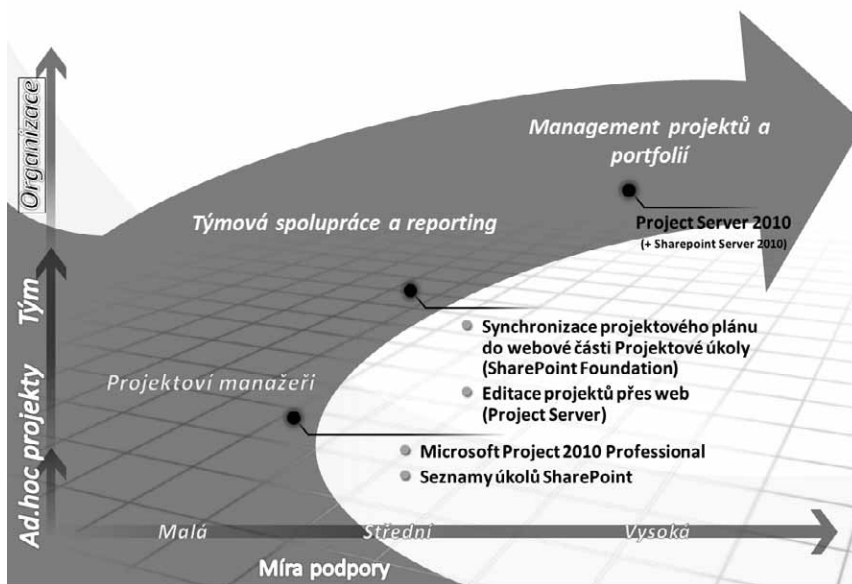 Organizace
Tým
Ad.hoc projekty
Management projektů a
portfolií
Project Server 2010
(+ Sharepoint Server 2010)
Týmová spolupráce a reporting
Synchronizace projektového plánu
do webové části Projektové úkoly
(SharePoint Foundation)
Editace projektů přes web
(Project Server)
Projektoví manažeři
Microsoft Project 2010 Professional
Seznamy úkolů SharePoint
Malá
Střední
Vysoká
Míra podpory